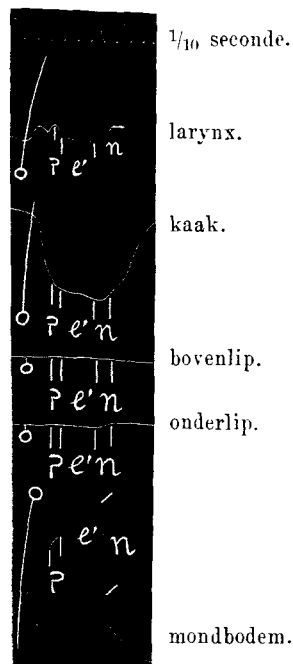 1/10 seconde.
larynx.
ʔ e' n̄
kaak.
ʔ e' n
bovenlip.
ʔ e' n
onderlip.
ʔ e' n
e' n
ʔ
mondbodem.